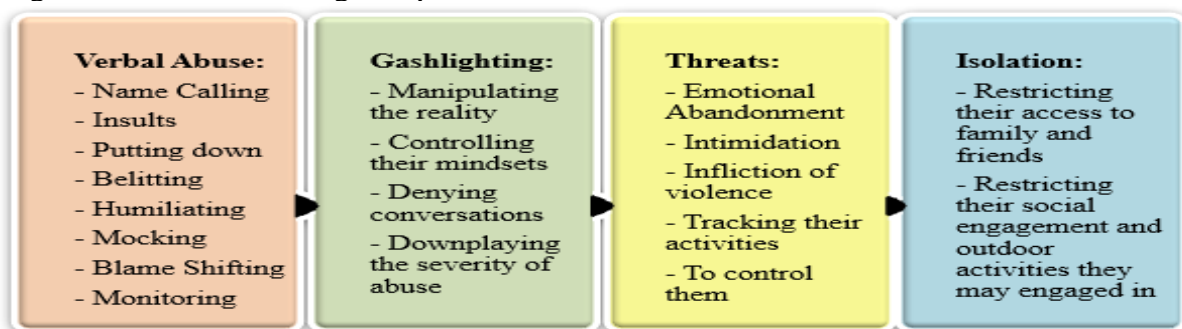 Verbal Abuse:
- Name Calling
- Insults
- Putting down
- Belitting
- Humiliating
- Mocking
- Blame Shifting
- Monitoring
Gashlighting:
- Manipulating
the reality
- Controlling
their mindsets
- Denying
conversations
- Downplaying
the severity of
abuse
Threats:
- Emotional
Abandonment
- Intimidation
- Infliction of
violence
- Tracking their
activities
- To control
them
Isolation:
- Restricting
their access to
family and
friends
- Restricting
their social
engagement and
outdoor
activities they
may engaged in